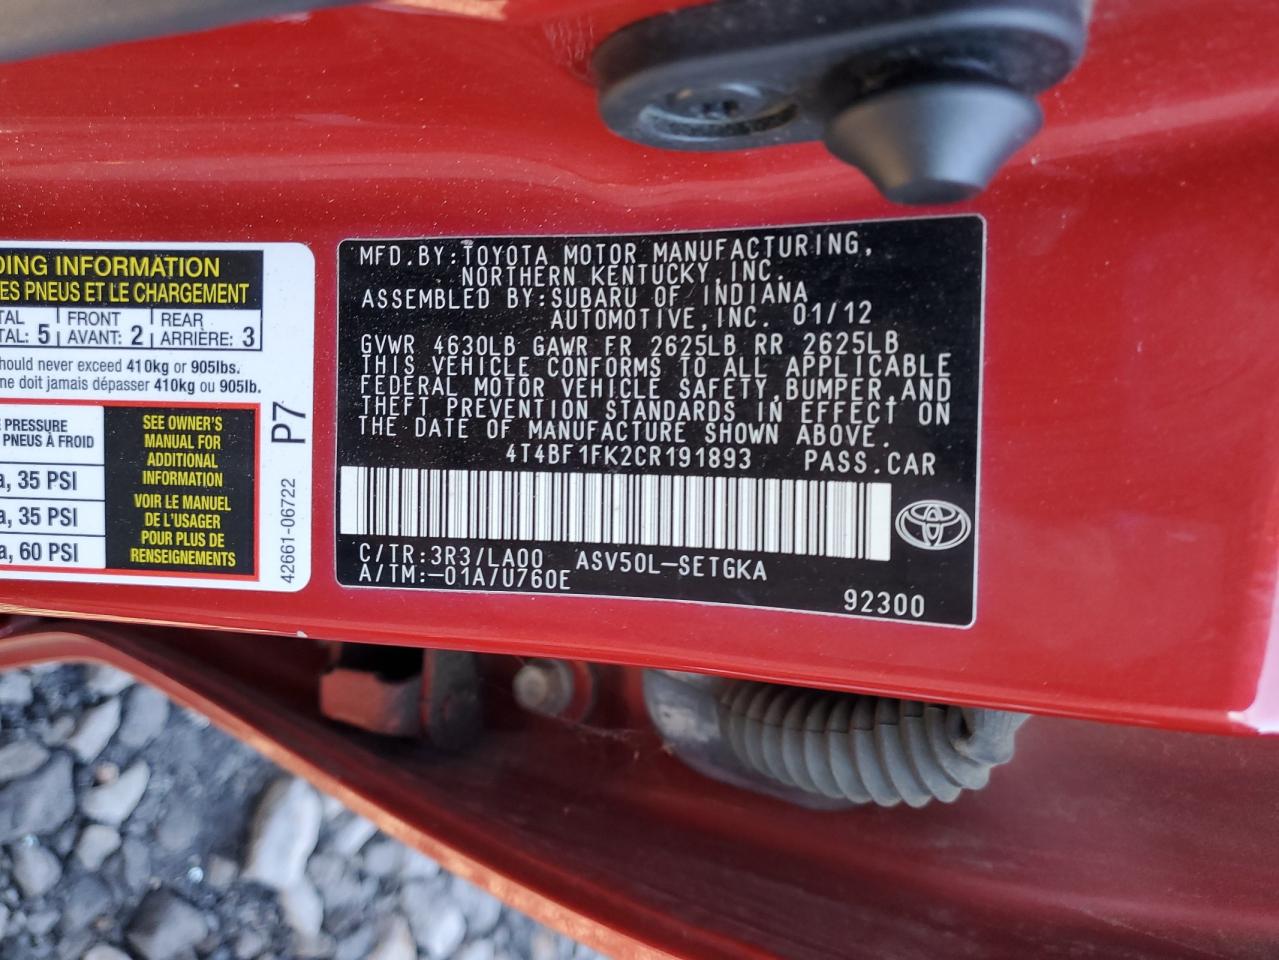 DING INFORMATION
ES PNEUS ET LE CHARGEMENT
TAL FRONT REAR
TAL: 5 AVANT: 2 ARRIÈRE: 3
hould never exceed 410kg or 905lbs.
ne doit jamais dépasser 410kg ou 905lb.
E PRESSURE
PNEUS À FROID
a, 35 PSI
a, 35 PSI
a, 60 PSI
SEE OWNER'S
MANUAL FOR
ADDITIONAL
INFORMATION
VOIR LE MANUEL
DE L'USAGER
POUR PLUS DE
RENSEIGNEMENTS
P7
42661-06722
MFD.BY:TOYOTA MOTOR MANUFACTURING,
NORTHERN KENTUCKY,INC.
ASSEMBLED BY:SUBARU OF INDIANA
AUTOMOTIVE,INC. 01/12
GVWR 4630LB GAWR FR 2625LB RR 2625LB
THIS VEHICLE CONFORMS TO ALL APPLICABLE
FEDERAL MOTOR VEHICLE SAFETY,BUMPER,AND
THEFT PREVENTION STANDARDS IN EFFECT ON
THE DATE OF MANUFACTURE SHOWN ABOVE.
4T4BF1FK2CR191893 PASS.CAR
C/TR:3R3/LA00 ASV50L-SETGKA
A/TM:-01A/U760E
92300